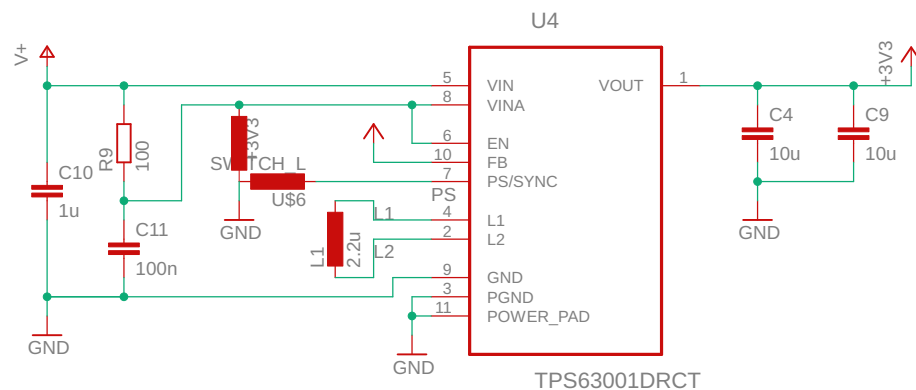 U4
V+
+3V3
5
VIN
VOUT
1
8
VINA
C4
C9
R9
100
+3V3
6
EN
10u
10u
10
FB
SWITCH_L
C10
7
PS/SYNC
1u
U$6
PS
C11
GND
4
L1
L1
GND
2
L2
L2
L1
2.2u
100n
9
GND
3
PGND
11
POWER_PAD
GND
GND
TPS63001DRCT